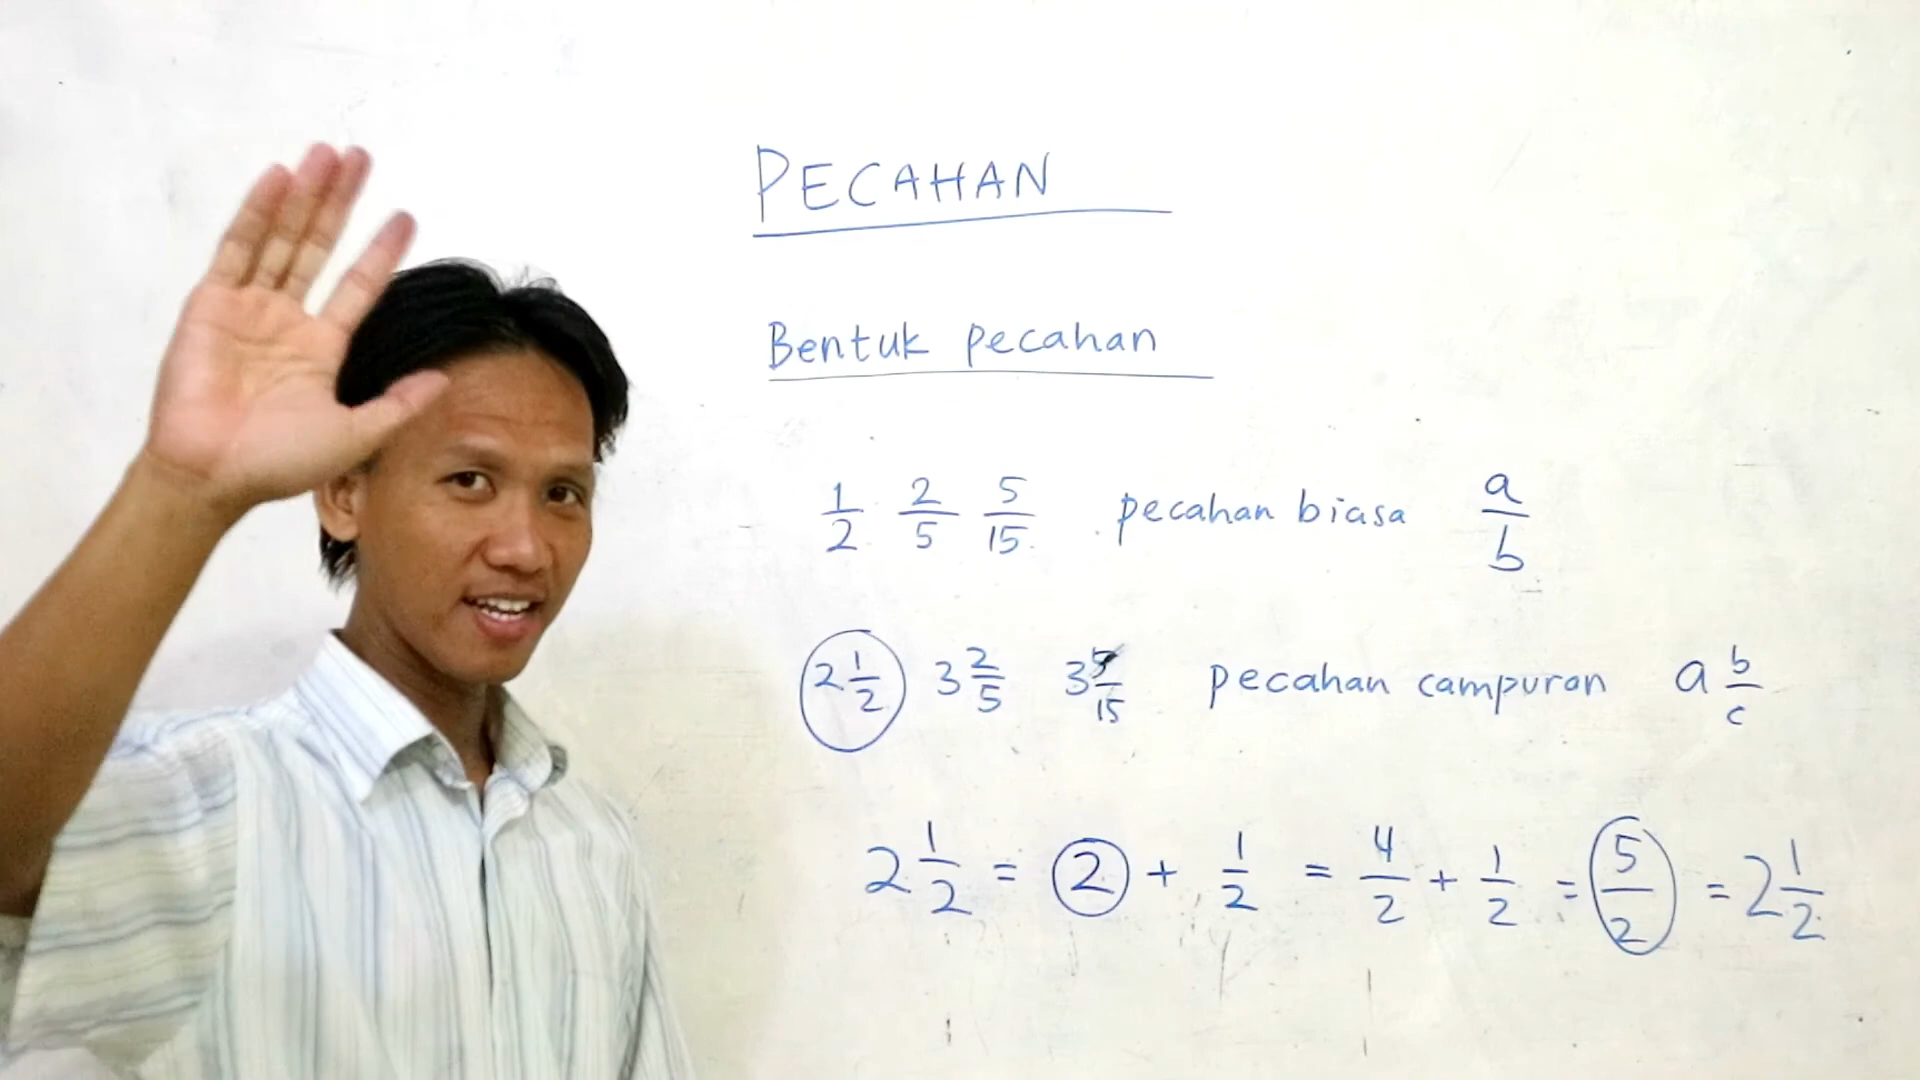 PECAHAN
Bentuk pecahan
1/2 2/5 5/15 pecahan biasa a/b
2 1/2 3 2/5 3 5/15 pecahan campuran a b/c
2 1/2 = 2 + 1/2 = 4/2 + 1/2 = 5/2 = 2 1/2